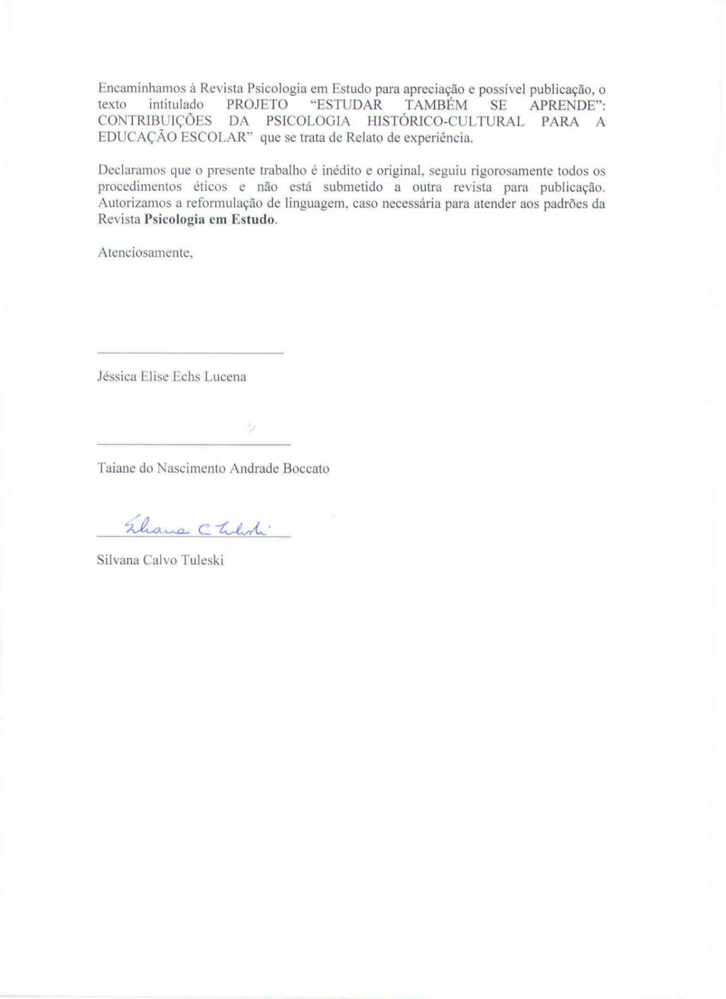 Encaminhamos à Revista Psicologia em Estudo para apreciação e possível publicação, o
texto intitulado PROJETO “ESTUDAR TAMBÉM SE APRENDE”:
CONTRIBUIÇÕES DA PSICOLOGIA HISTÓRICO-CULTURAL PARA A
EDUCAÇÃO ESCOLAR” que se trata de Relato de experiência.
Declaramos que o presente trabalho é inédito e original, seguiu rigorosamente todos os
procedimentos éticos e não está submetido a outra revista para publicação.
Autorizamos a reformulação de linguagem, caso necessária para atender aos padrões da
Revista Psicologia em Estudo.
Atenciosamente,
Jéssica Elise Echs Lucena
Taiane do Nascimento Andrade Boccato
Silvana C Tuleski
Silvana Calvo Tuleski